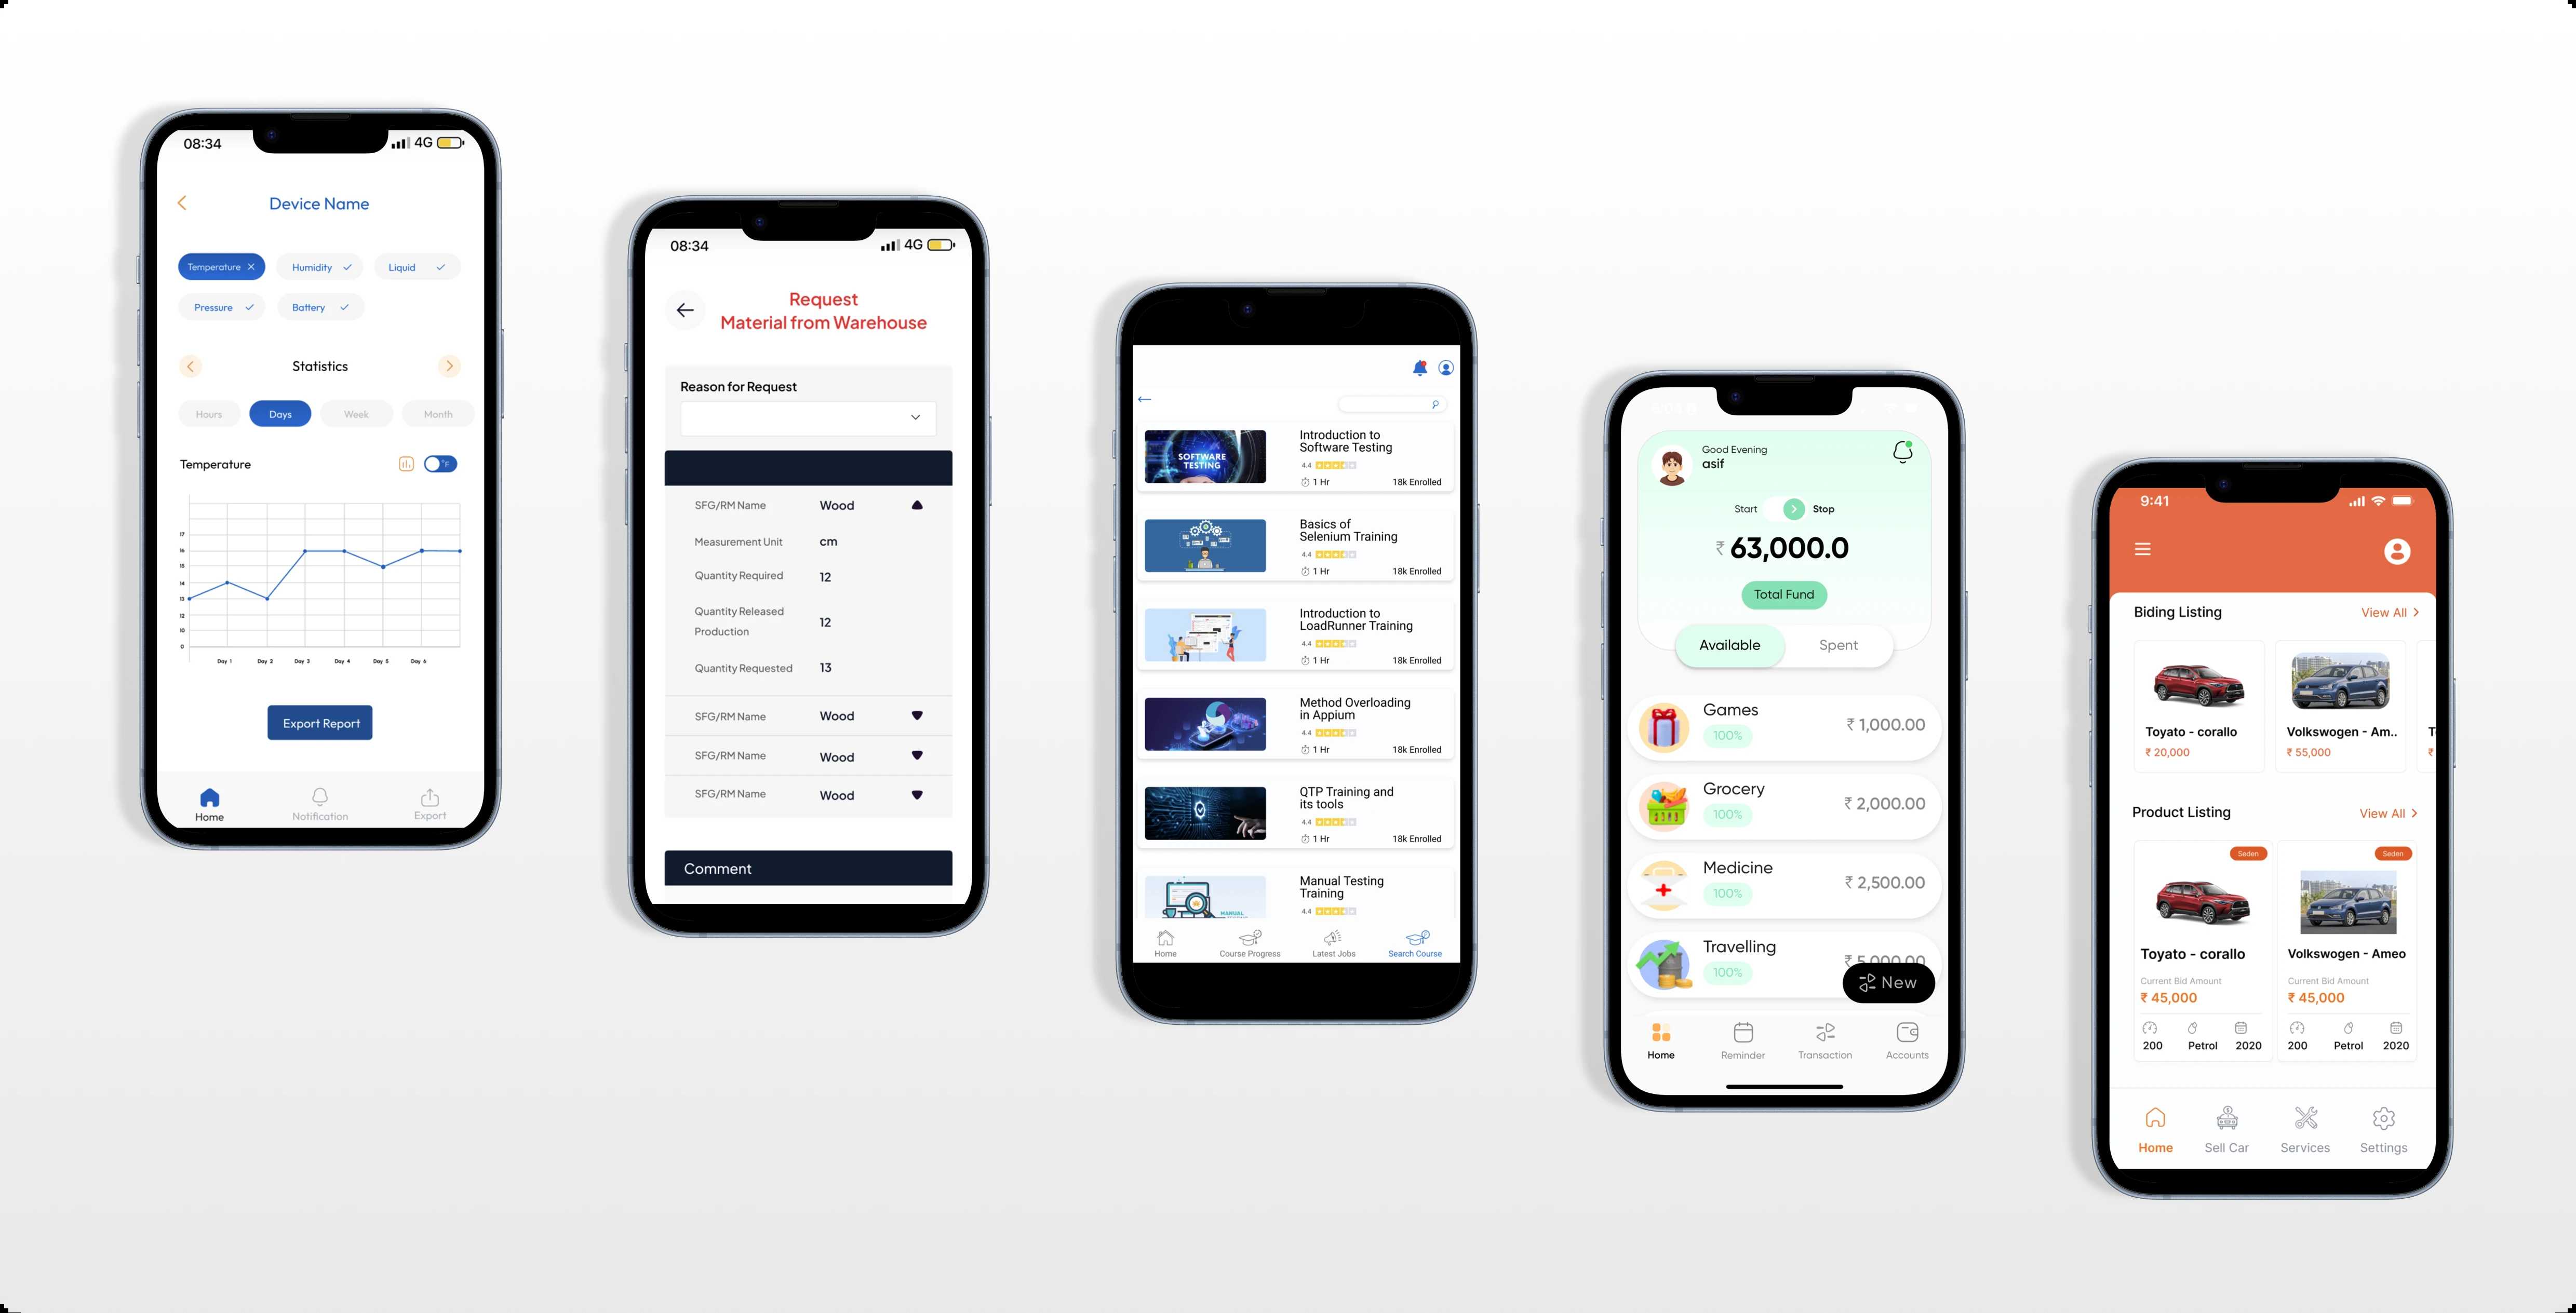 08:34
4G
Device Name
Temperature
Humidity
Liquid
Pressure
Battery
Statistics
Hours
Days
Week
Month
Temperature
°F
17
16
15
14
13
12
10
0
Day 1
Day 2
Day 3
Day 4
Day 5
Day 6
Export Report
Home
Notification
Export
08:34
4G
Request
Material from Warehouse
Reason for Request
SFG/RM Name Wood
Measurement Unit cm
Quantity Required 12
Quantity Released
Production
12
Quantity Requested 13
SFG/RM Name Wood
SFG/RM Name Wood
SFG/RM Name Wood
Comment
SOFTWARE
TESTING
Introduction to
Software Testing
4.4
1 Hr
18k Enrolled
Basics of
Selenium Training
4.4
1 Hr
18k Enrolled
Introduction to
LoadRunner Training
4.4
1 Hr
18k Enrolled
Method Overloading
in Appium
4.4
1 Hr
18k Enrolled
QTP Training and
its tools
4.4
1 Hr
18k Enrolled
MANUAL
Manual Testing
Training
4.4
Home
Course Progress
Latest Jobs
Search Course
Good Evening
asif
Start
Stop
₹ 63,000.0
Total Fund
Available
Spent
Games
100%
₹ 1,000.00
Grocery
100%
₹ 2,000.00
Medicine
100%
₹ 2,500.00
Travelling
100%
₹ 5,000.00
New
Home
Reminder
Transaction
Accounts
9:41
Biding Listing
View All
Toyato - corallo
₹ 20,000
Volkswogen - Am..
₹ 55,000
T
₹
Product Listing
View All
Seden
Toyato - corallo
Current Bid Amount
₹ 45,000
200
Petrol
2020
Seden
Volkswogen - Ameo
Current Bid Amount
₹ 45,000
200
Petrol
2020
Home
Sell Car
Services
Settings